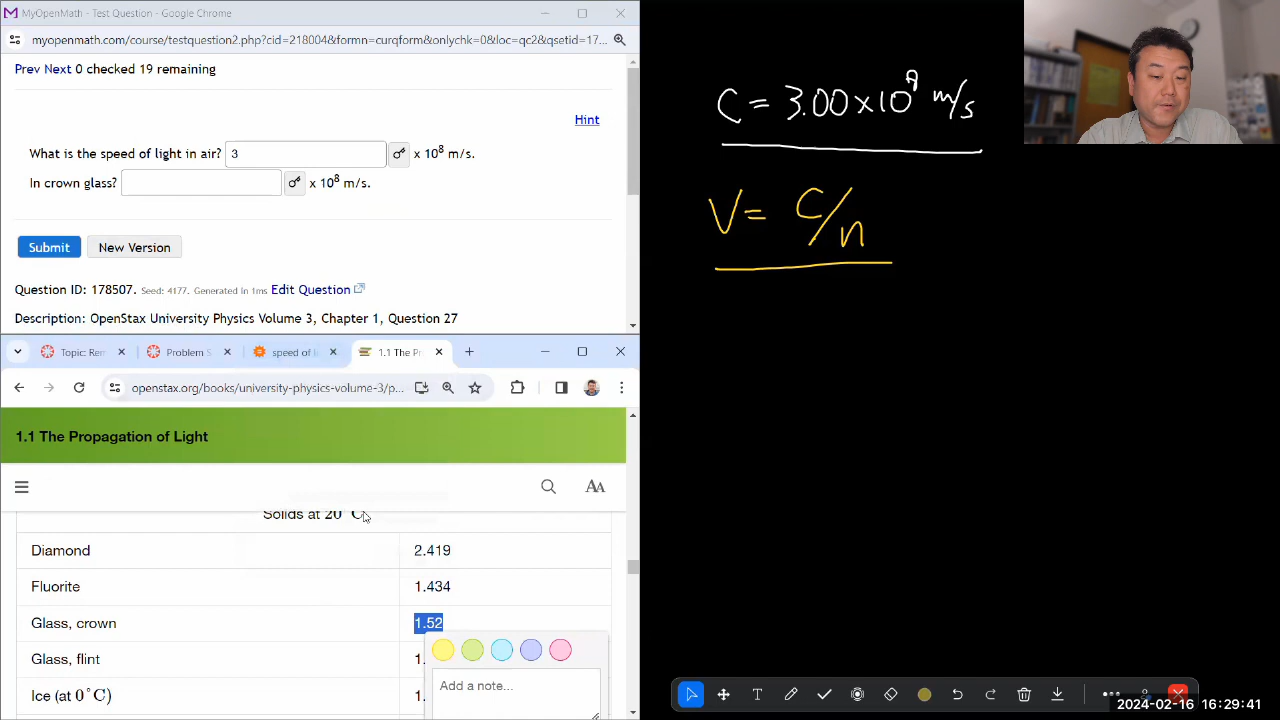 MyOpenMath - Test Question - Google Chrome
myopenmath.com/course/testquestion2.php?cid=218004&formn=curqform&onlychk=0&loc=qc2&qsetid=17...
Prev Next 0 checked 19 remaining
Hint
What is the speed of light in air? 3 x 10⁸ m/s.
In crown glass? x 10⁸ m/s.
Submit New Version
Question ID: 178507. Seed: 4177. Generated in 1ms Edit Question
Description: OpenStax University Physics Volume 3, Chapter 1, Question 27
Topic Rem Problem S speed of li 1.1 The Pro
openstax.org/books/university-physics-volume-3/p...
1.1 The Propagation of Light
AA
Solids at 20°C
Diamond 2.419
Fluorite 1.434
Glass, crown 1.52
Glass, flint 1.
Ice (at 0°C) 1.
Add a note...
C = 3.00×10⁸ m/s
V = C/n
T
2024-02-16 16:29:41